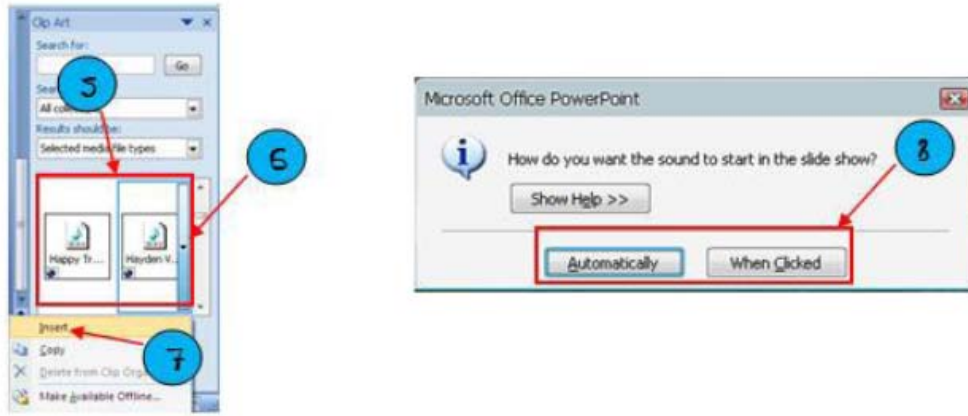 Clip Art
Search for:
Go
5
All
Results should be:
Selected media file types
6
Happy Tr...
Hayden V...
Insert
7
Copy
Delete from Clip
Make Available Offline...
Microsoft Office PowerPoint
How do you want the sound to start in the slide show?
8
Show Help >>
Automatically
When Clicked